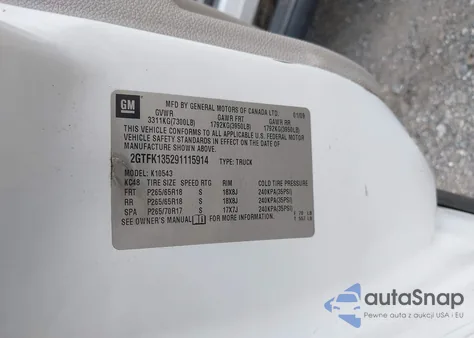 GM
MFD BY GENERAL MOTORS OF CANADA LTD.
GVWR GAWR FRT GAWR RR
3311KG(7300LB) 1792KG(3950LB) 1792KG(3950LB)
THIS VEHICLE CONFORMS TO ALL APPLICABLE U.S. FEDERAL MOTOR
VEHICLE SAFETY STANDARDS IN EFFECT ON THE DATE OF
MANUFACTURE SHOWN ABOVE.
2GTFK135291115914 TYPE: TRUCK
MODEL: K10543
KC48 TIRE SIZE SPEED RTG RIM COLD TIRE PRESSURE
FRT P265/65R18 S 18X8J 240KPA(35PSI)
RR P265/65R18 S 18X8J 240KPA(35PSI)
SPA P265/70R17 S 17X7J 240KPA(35PSI)
SEE OWNER'S MANUAL FOR MORE INFORMATION.
autoSnap
Pewne auta z aukcji USA i EU